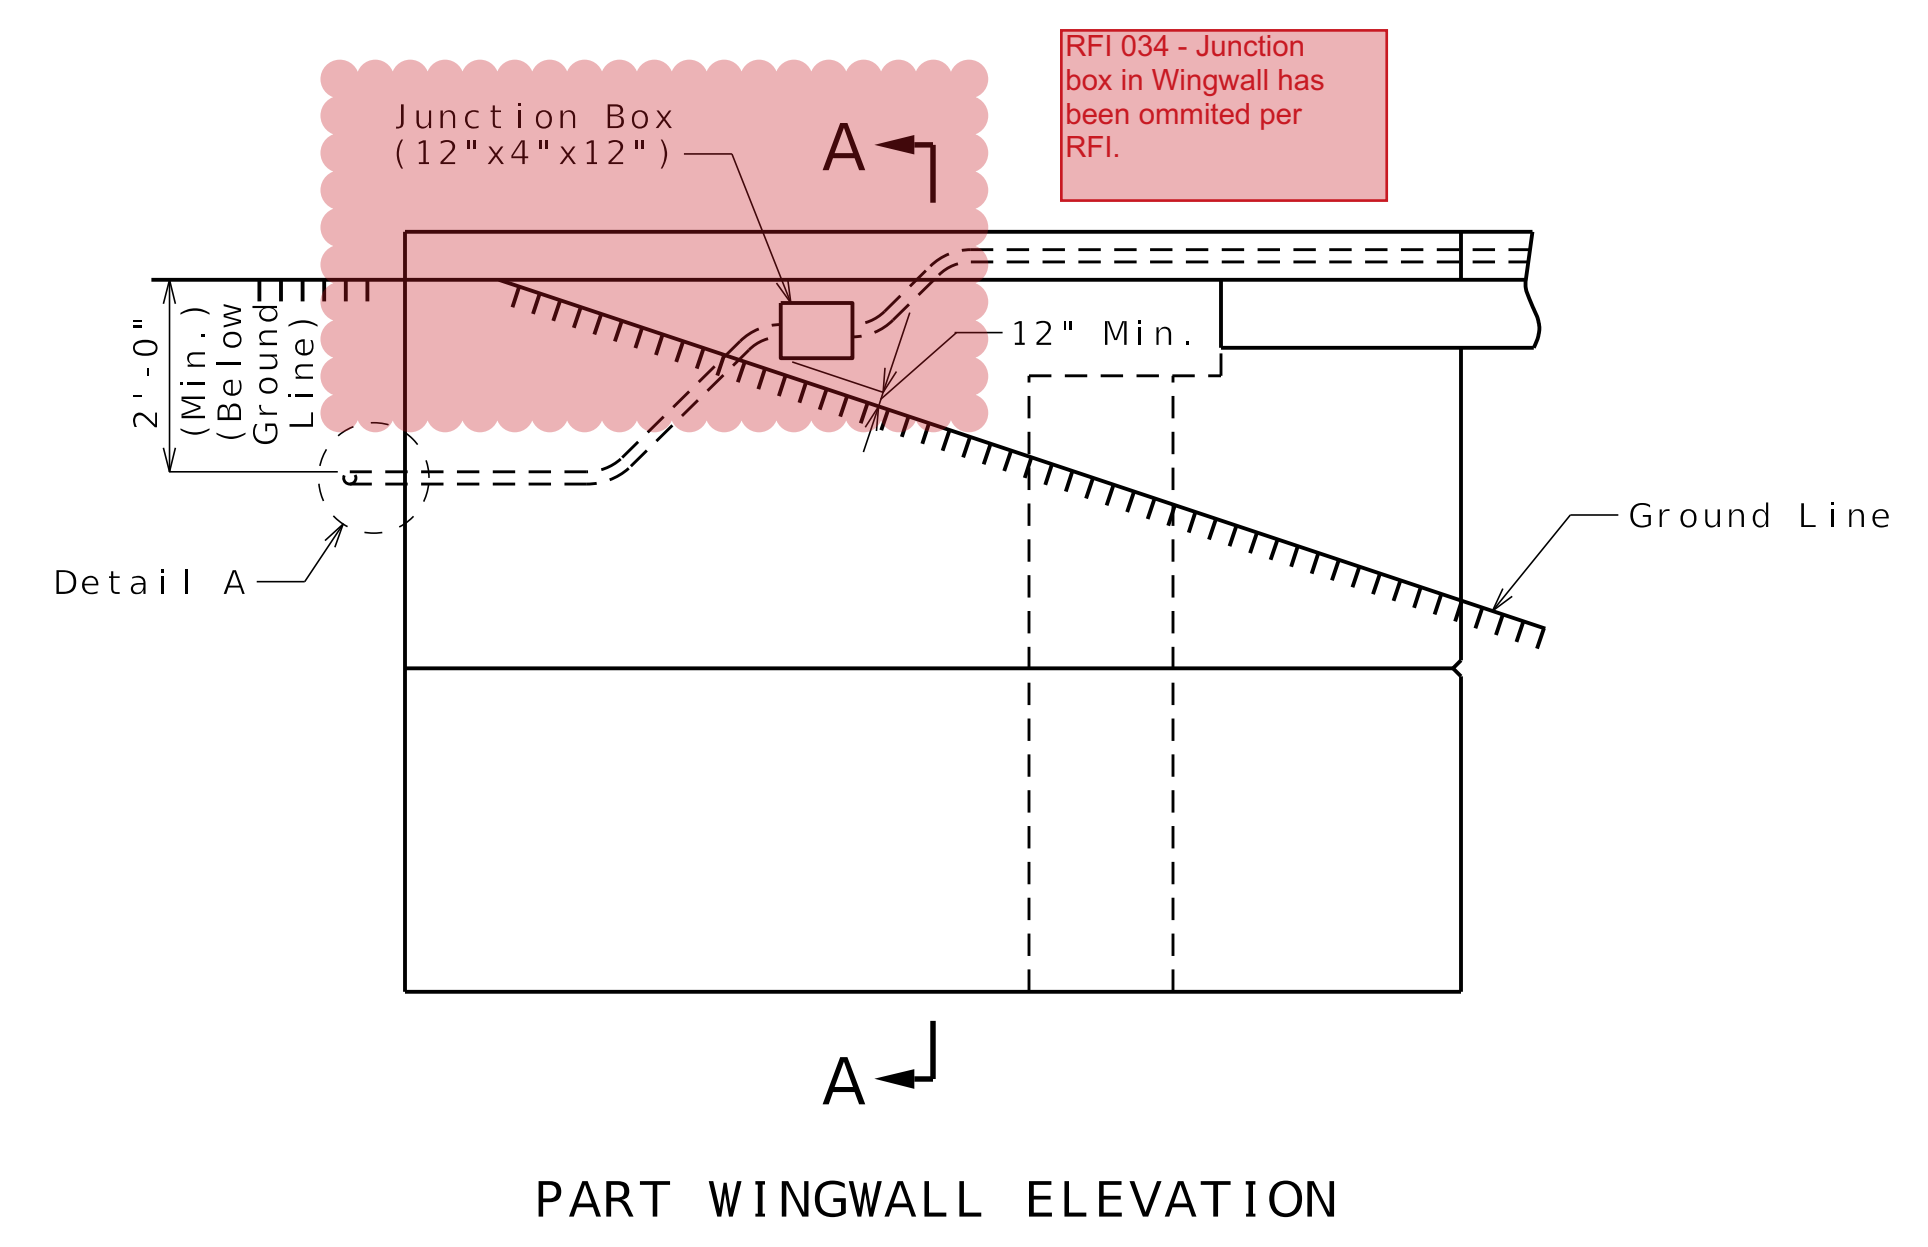 RFI 034 - Junction
box in Wingwall has
been ommited per
RFI.
Junction Box
(12"x4"x12")
A
12" Min.
2'-0"
(Min.)
(Below
Ground
Line)
Ground Line
Detail A
A
PART WINGWALL ELEVATION